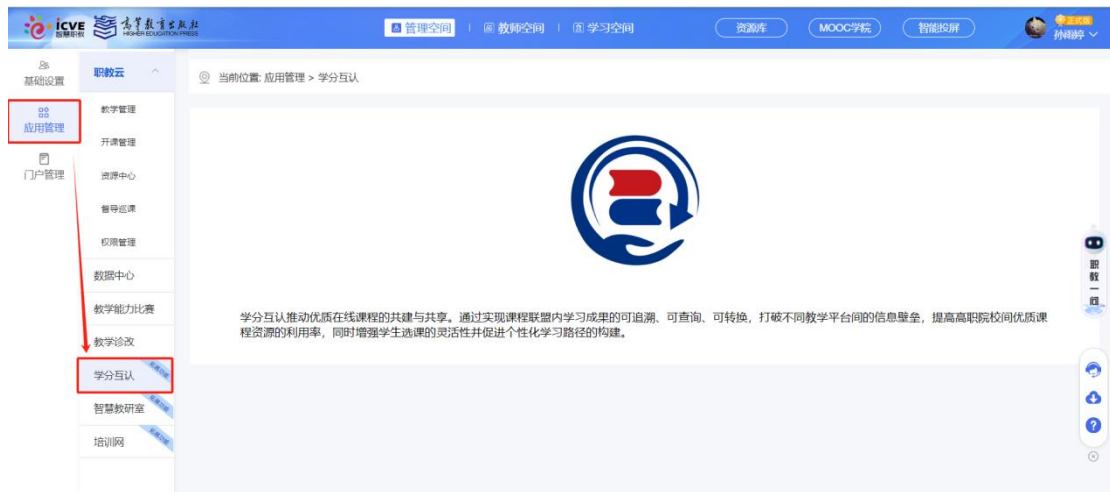 icve 智慧职教 高等教育出版社 HIGHER EDUCATION PRESS 管理空间 教师空间 学习空间 资源库 MOOC学院 智能投屏 正式版
孙翊婷
基础设置
应用管理
门户管理
职教云
教学管理
开课管理
资源中心
督导巡课
权限管理
数据中心
教学能力比赛
教学诊改
学分互认
智慧教研室
培训网
当前位置: 应用管理 > 学分互认
学分互认推动优质在线课程的共建与共享。通过实现课程联盟内学习成果的可追溯、可查询、可转换，打破不同教学平台间的信息壁垒，提高高职院校间优质课
程资源的利用率，同时增强学生选课的灵活性并促进个性化学习路径的构建。
职教一问